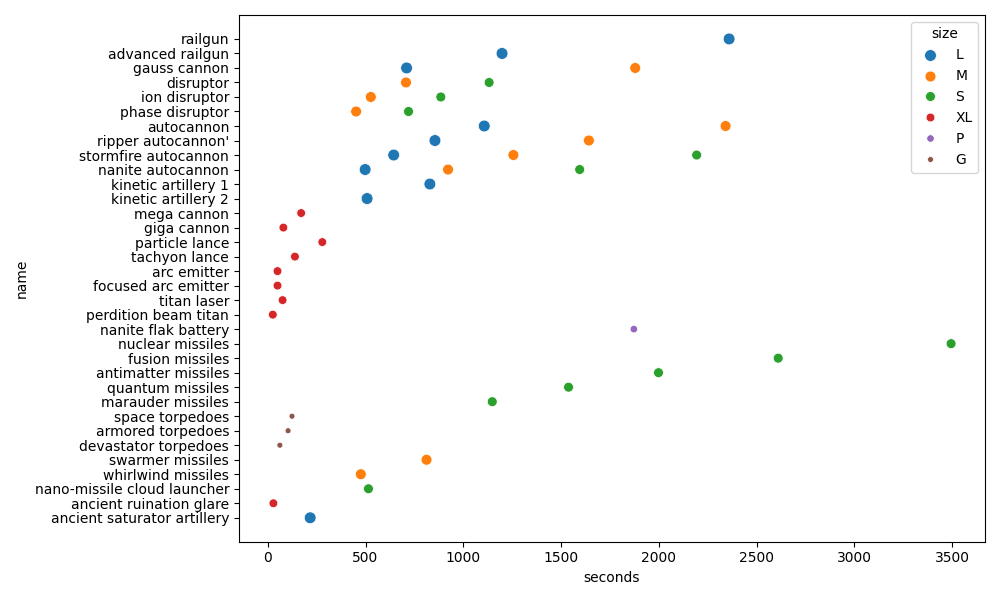 railgun
advanced railgun
gauss cannon
disruptor
ion disruptor
phase disruptor
autocannon
ripper autocannon'
stormfire autocannon
nanite autocannon
kinetic artillery 1
kinetic artillery 2
mega cannon
giga cannon
particle lance
tachyon lance
arc emitter
focused arc emitter
titan laser
perdition beam titan
nanite flak battery
nuclear missiles
fusion missiles
antimatter missiles
quantum missiles
marauder missiles
space torpedoes
armored torpedoes
devastator torpedoes
swarmer missiles
whirlwind missiles
nano-missile cloud launcher
ancient ruination glare
ancient saturator artillery
name
0 500 1000 1500 2000 2500 3000 3500
seconds
size
L
M
S
XL
P
G